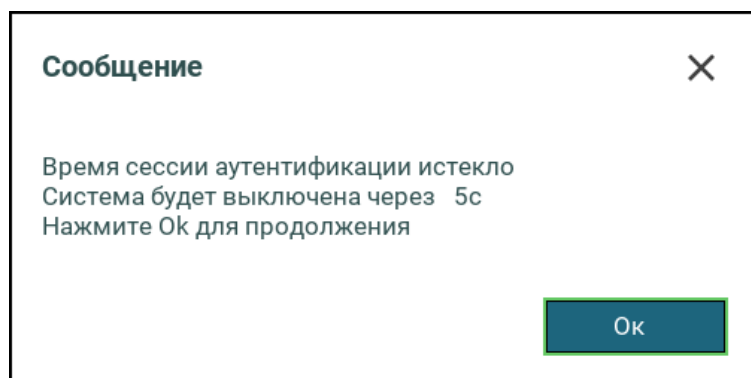 Сообщение
Время сессии аутентификации истекло
Система будет выключена через 5с
Нажмите Ok для продолжения
Ок